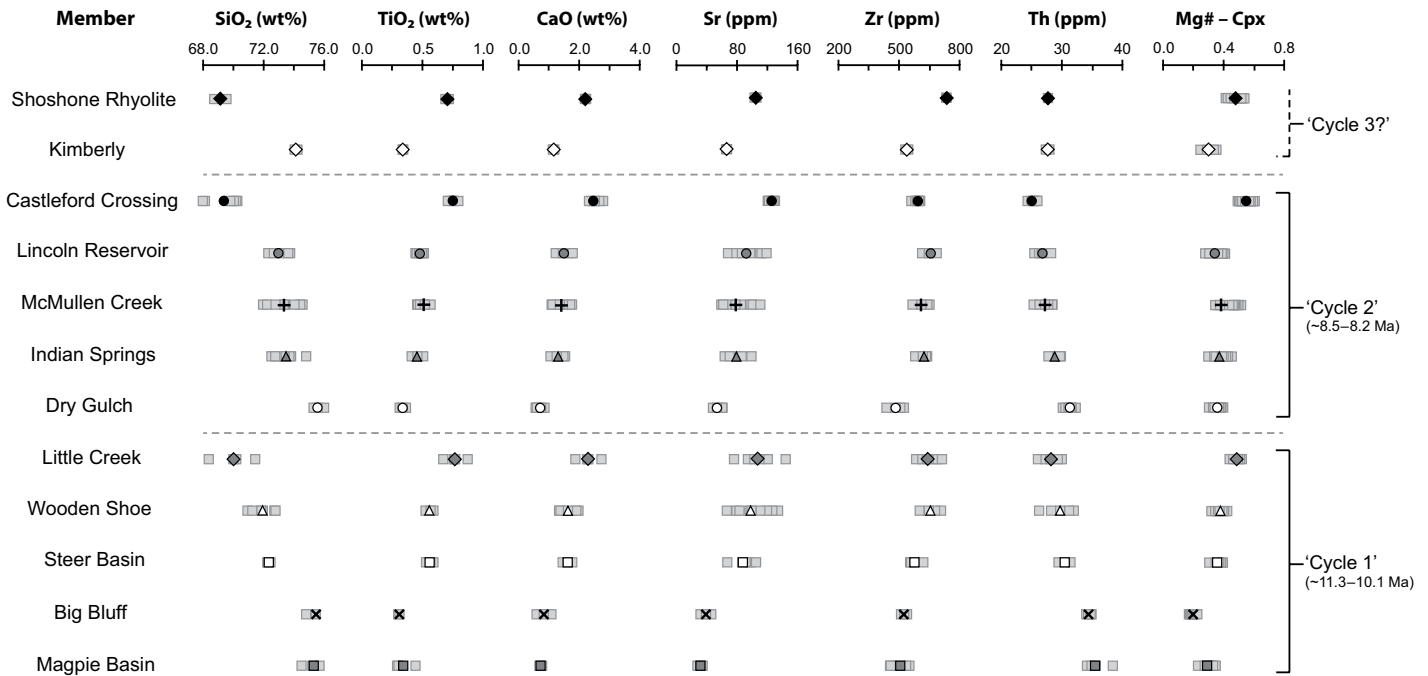 Member SiO₂ (wt%) TiO₂ (wt%) CaO (wt%) Sr (ppm) Zr (ppm) Th (ppm) Mg# – Cpx
68.0 72.0 76.0 0.0 0.5 1.0 0.0 2.0 4.0 0 80 160 200 500 800 20 30 40 0.0 0.4 0.8
Shoshone Rhyolite
'Cycle 3?'
Kimberly
Castleford Crossing
Lincoln Reservoir
McMullen Creek
'Cycle 2'
(~8.5–8.2 Ma)
Indian Springs
Dry Gulch
Little Creek
Wooden Shoe
Steer Basin
'Cycle 1'
(~11.3–10.1 Ma)
Big Bluff
Magpie Basin